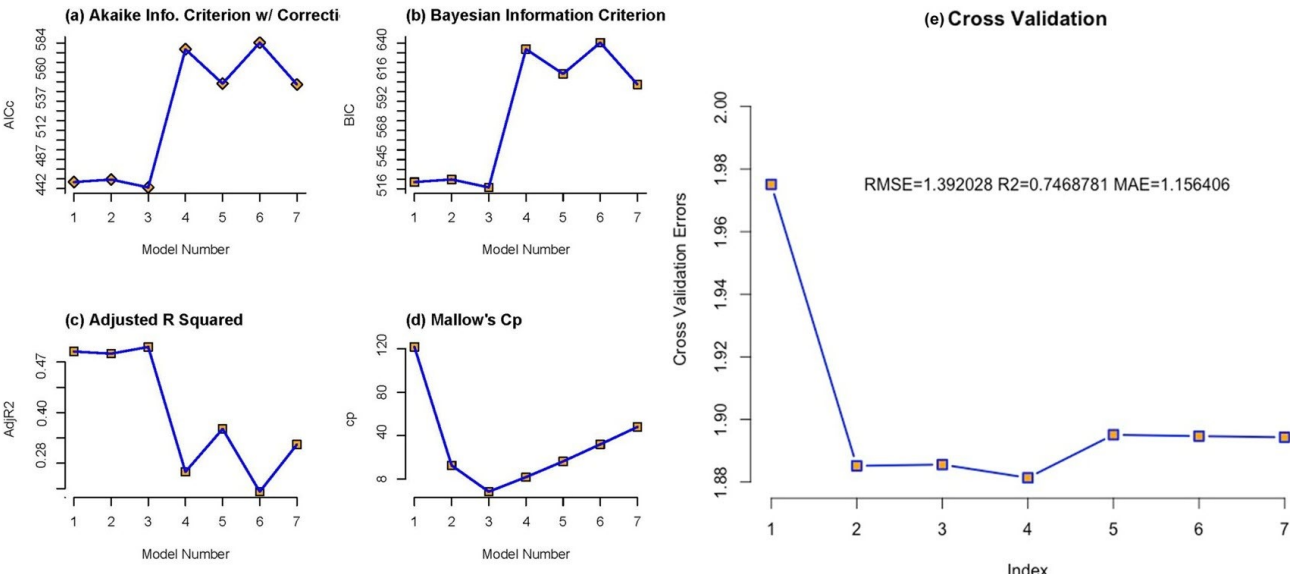 (a) Akaike Info. Criterion w/ Correcti
584
560
537
512
487
442
AICc
1 2 3 4 5 6 7
Model Number
(b) Bayesian Information Criterion
640
616
592
568
545
516
BIC
1 2 3 4 5 6 7
Model Number
(c) Adjusted R Squared
0.47
0.40
0.28
AdjR2
1 2 3 4 5 6 7
Model Number
(d) Mallow's Cp
120
80
40
8
cp
1 2 3 4 5 6 7
Model Number
(e) Cross Validation
2.00
1.98
1.96
1.94
1.92
1.90
1.88
Cross Validation Errors
RMSE=1.392028 R2=0.7468781 MAE=1.156406
1 2 3 4 5 6 7
Index